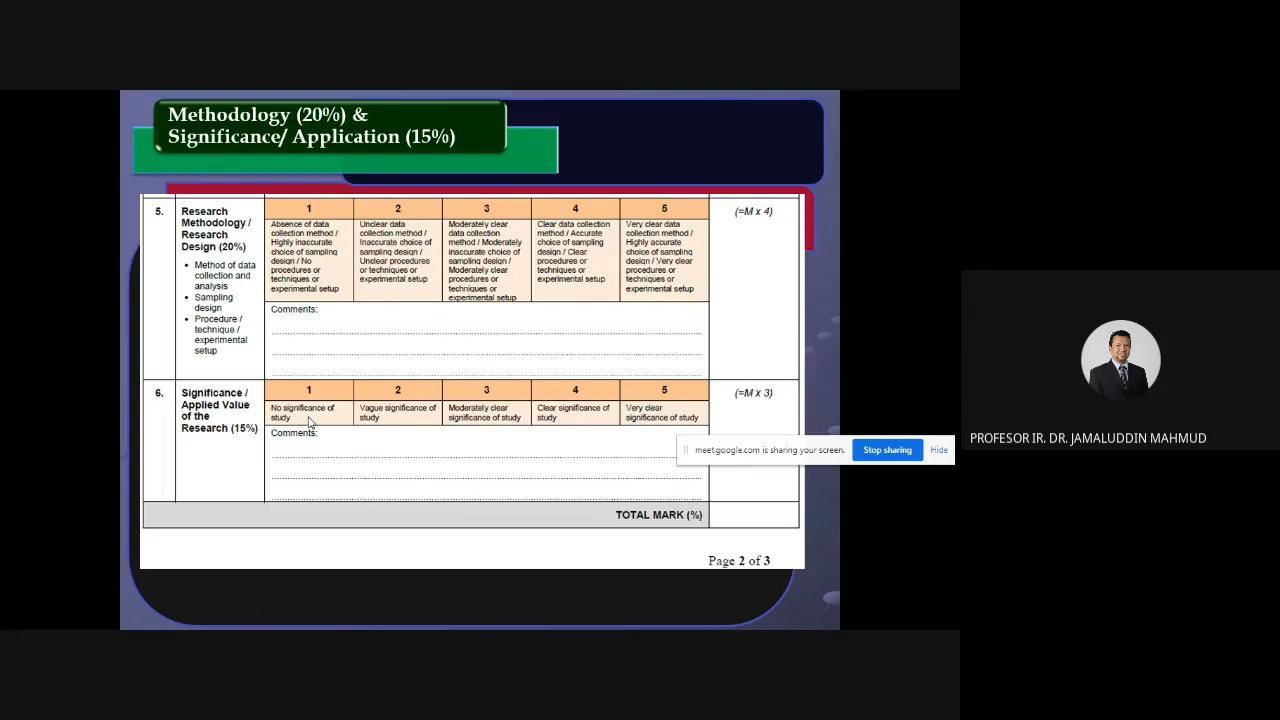 Methodology (20%) &
Significance/ Application (15%)
5.
Research
Methodology /
Research
Design (20%)
• Method of data
collection and
analysis
• Sampling
design
• Procedure /
technique /
experimental
setup
1
2
3
4
5
(=M x 4)
Absence of data
collection method /
Highly inaccurate
choice of sampling
design / No
procedures or
techniques or
experimental setup
Unclear data
collection method /
Inaccurate choice of
sampling design /
Unclear procedures
or techniques or
experimental setup
Moderately clear
data collection
method / Moderately
inaccurate choice of
sampling design /
Moderately clear
procedures or
techniques or
experimental setup
Clear data collection
method / Accurate
choice of sampling
design / Clear
procedures or
techniques or
experimental setup
Very clear data
collection method /
Highly accurate
choice of sampling
design / Very clear
procedures or
techniques or
experimental setup
Comments:
6.
Significance /
Applied Value
of the
Research (15%)
1
2
3
4
5
(=M x 3)
No significance of
study
Vague significance of
study
Moderately clear
significance of study
Clear significance of
study
Very clear
significance of study
Comments:
TOTAL MARK (%)
Page 2 of 3
meet.google.com is sharing your screen.
Stop sharing
Hide
PROFESOR IR. DR. JAMALUDDIN MAHMUD